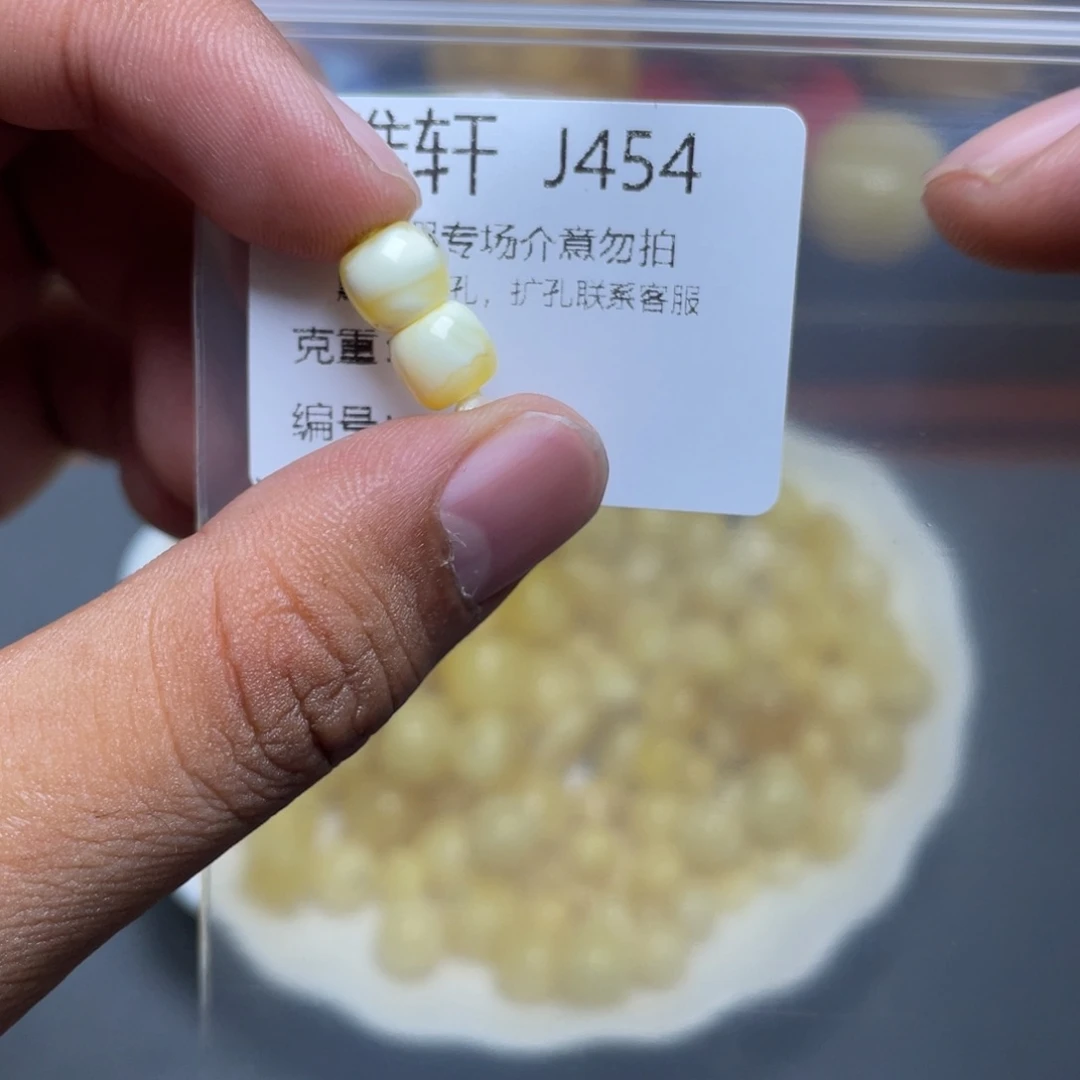 轩 J454
专场介意勿拍
孔，扩孔联系客服
克重:
编号: